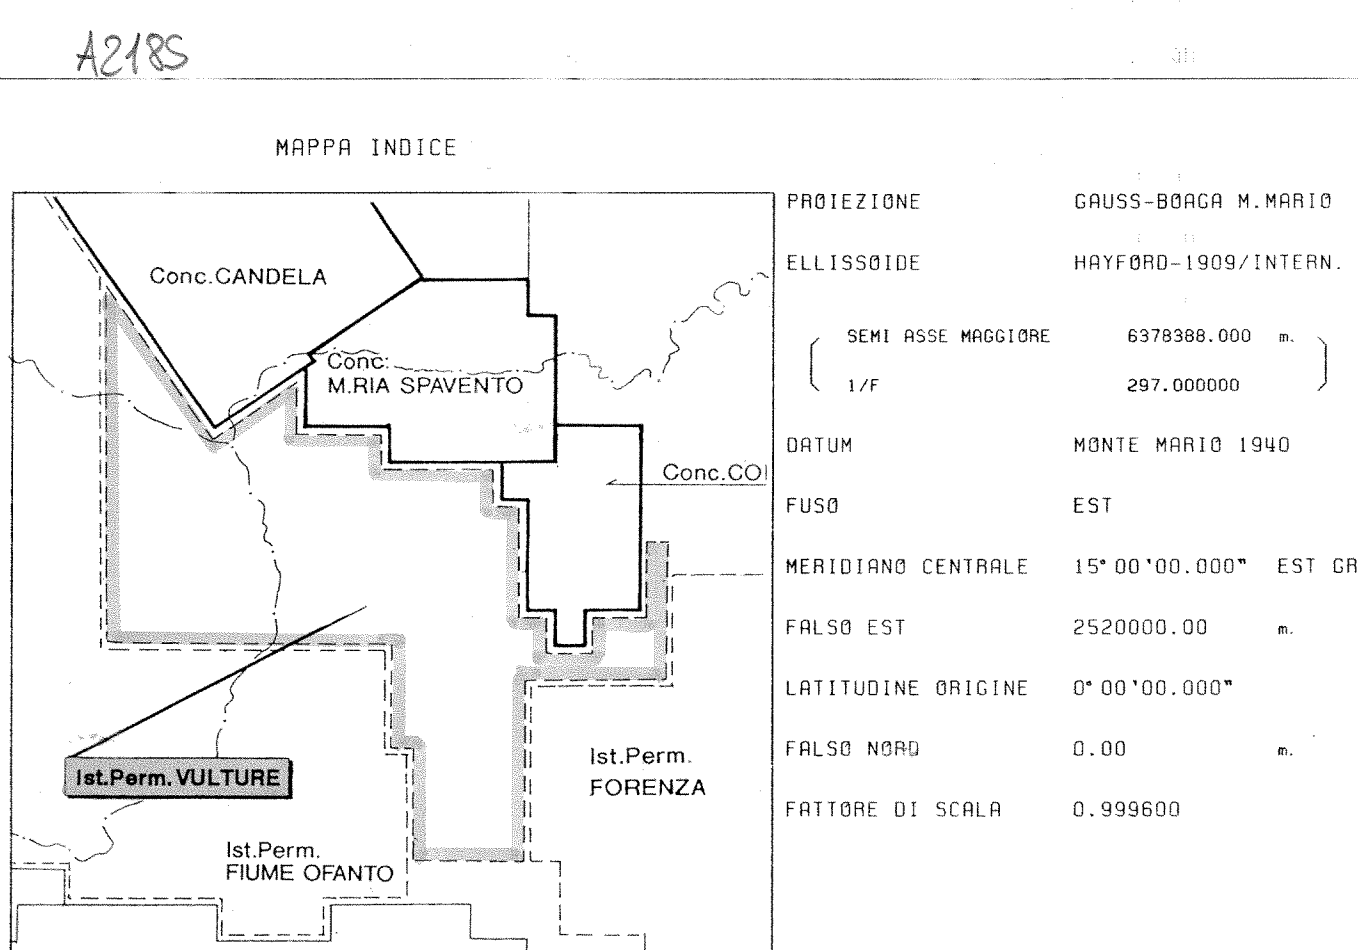 A218S
MAPPA INDICE
Conc.CANDELA
Conc.
M.RIA SPAVENTO
Conc.CO
Ist.Perm. VULTURE
Ist.Perm.
FORENZA
Ist.Perm.
FIUME OFANTO
PROIEZIONE GAUSS-BOAGA M.MARIO
ELLISSOIDE HAYFORD-1909/INTERN.
SEMI ASSE MAGGIORE 6378388.000 m.
1/F 297.000000
DATUM MONTE MARIO 1940
FUSO EST
MERIDIANO CENTRALE 15°00'00.000" EST GR
FALSO EST 2520000.00 m.
LATITUDINE ORIGINE 0°00'00.000"
FALSO NORD 0.00 m.
FATTORE DI SCALA 0.999600